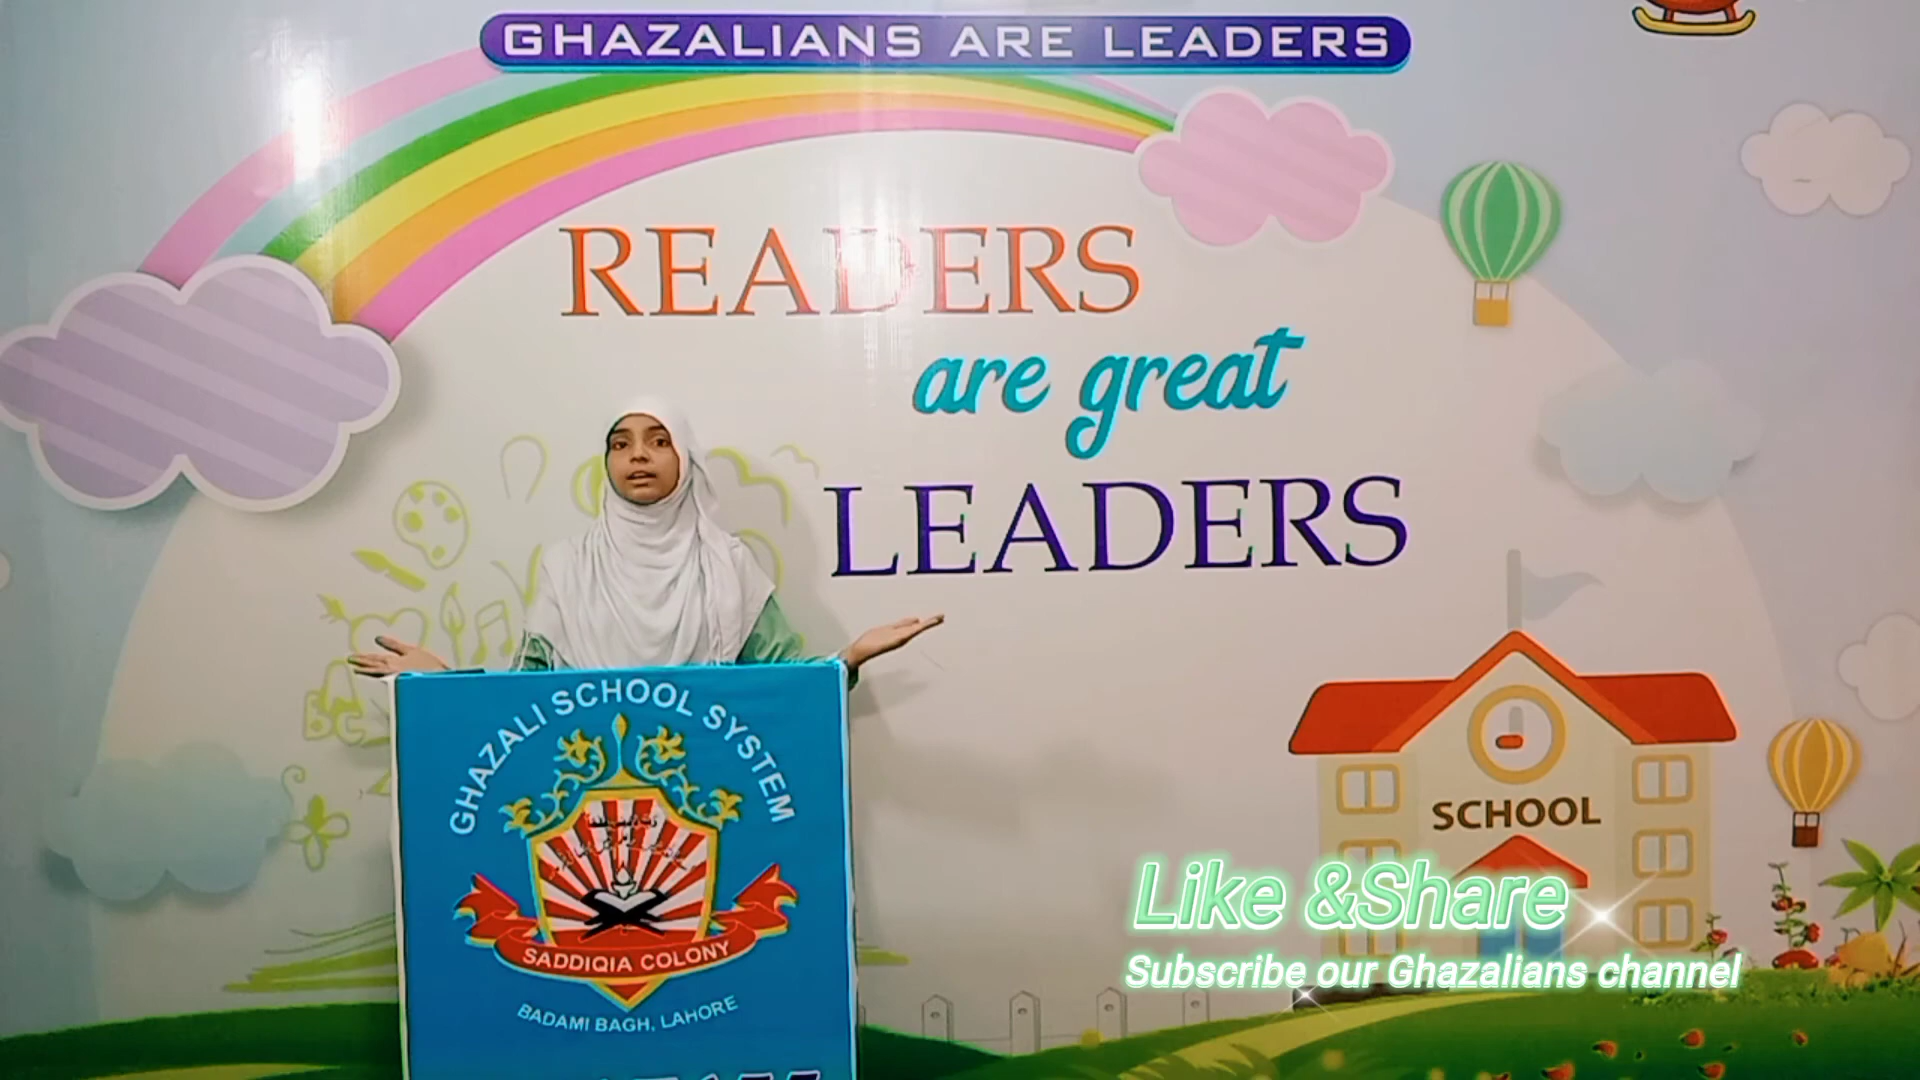 GHAZALIANS ARE LEADERS
READERS
are great
LEADERS
GHAZALI SCHOOL SYSTEM
SADDIQIA COLONY
BADAMI BAGH, LAHORE
SCHOOL
Like &Share
Subscribe our Ghazalians channel